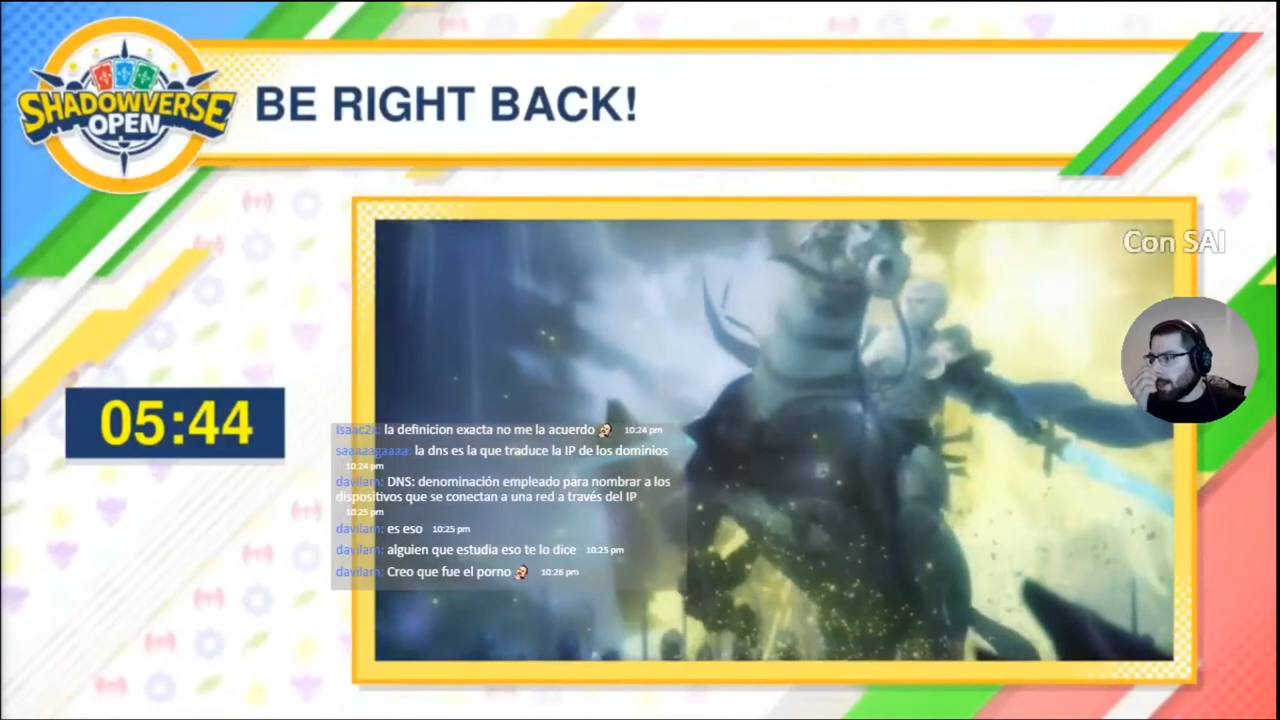 SHADOWVERSE
OPEN
BE RIGHT BACK!
Con SAI
05:44
la definicion exacta no me la acuerdo 10:24 pm
saaaaagaaaa: la dns es la que traduce la IP de los dominios
10:24 pm
davilam: DNS: denominación empleado para nombrar a los
dispositivos que se conectan a una red a través del IP
10:25 pm
davilam: es eso 10:25 pm
davilam: alguien que estudia eso te lo dice 10:25 pm
davilam: Creo que fue el porno 10:26 pm